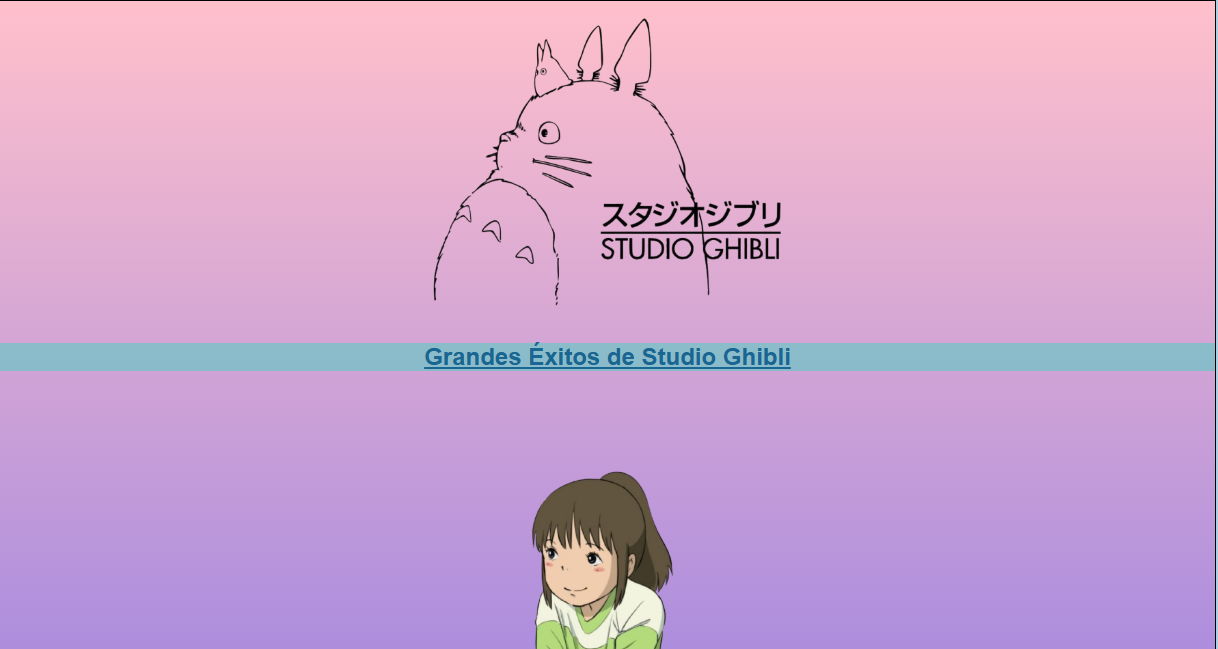 スタジオジブリ
STUDIO GHIBLI
Grandes Éxitos de Studio Ghibli